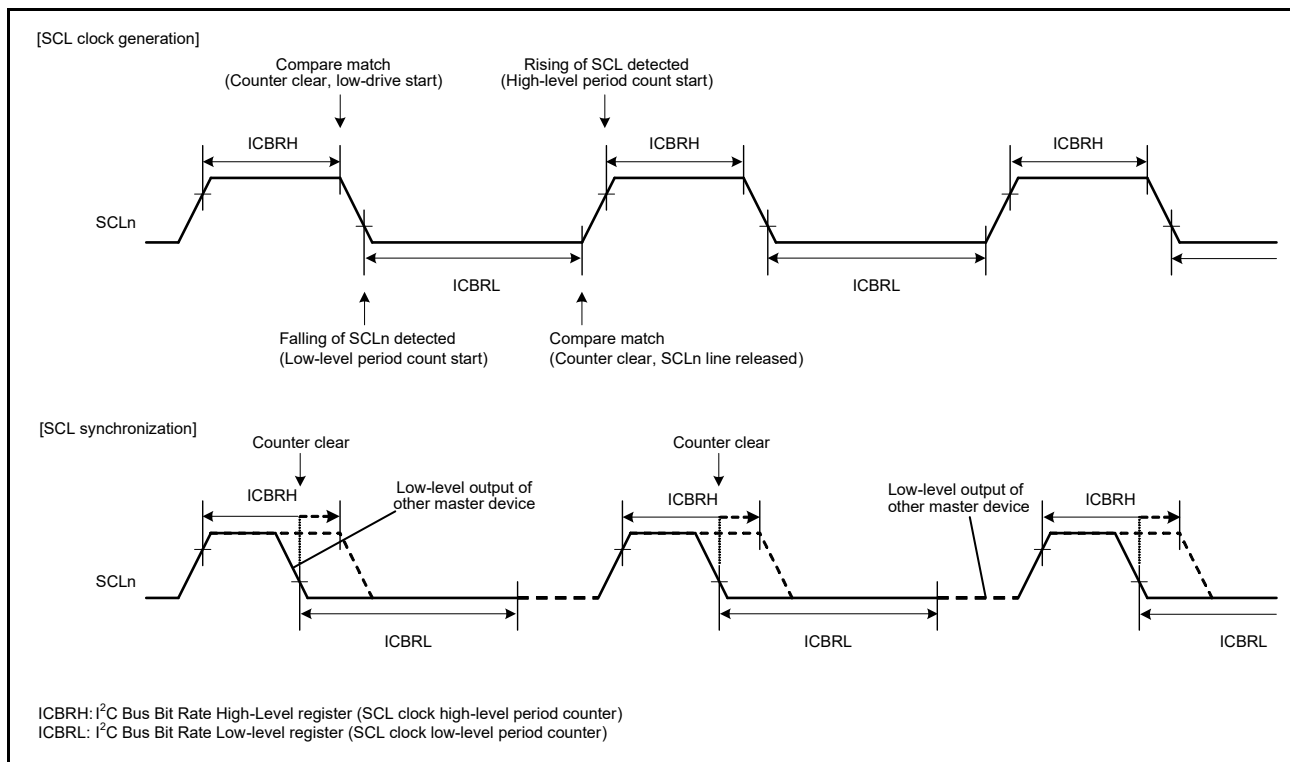 [SCL clock generation]
Compare match
(Counter clear, low-drive start)
Rising of SCL detected
(High-level period count start)
ICBRH
ICBRH
ICBRH
SCLn
ICBRL
ICBRL
Falling of SCLn detected
(Low-level period count start)
Compare match
(Counter clear, SCLn line released)
[SCL synchronization]
Counter clear
Counter clear
ICBRH
Low-level output of
other master device
ICBRH
Low-level output of
other master device
ICBRH
SCLn
ICBRL
ICBRL
ICBRL
ICBRH: I²C Bus Bit Rate High-Level register (SCL clock high-level period counter)
ICBRL: I²C Bus Bit Rate Low-level register (SCL clock low-level period counter)